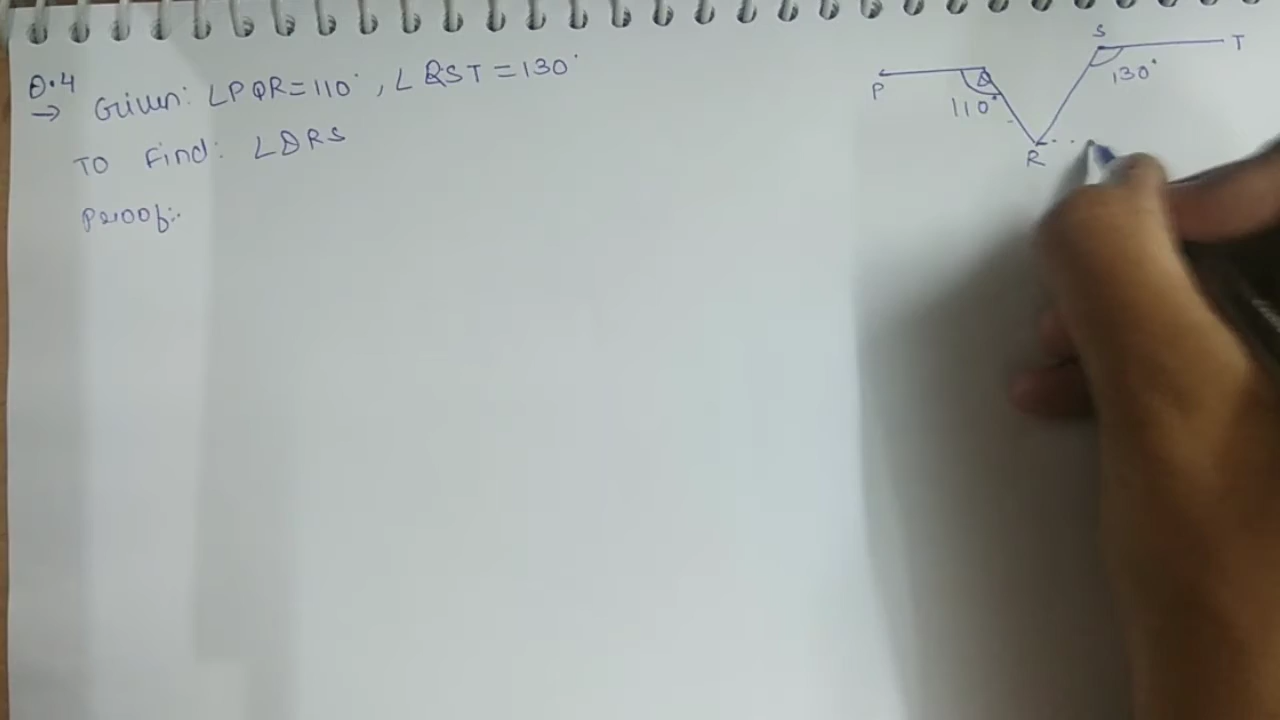 Q.4
→ Given: ∠PQR=110°, ∠RST=130°
To Find: ∠QRS
Proof:-
S
T
P
Q
130°
110°
R